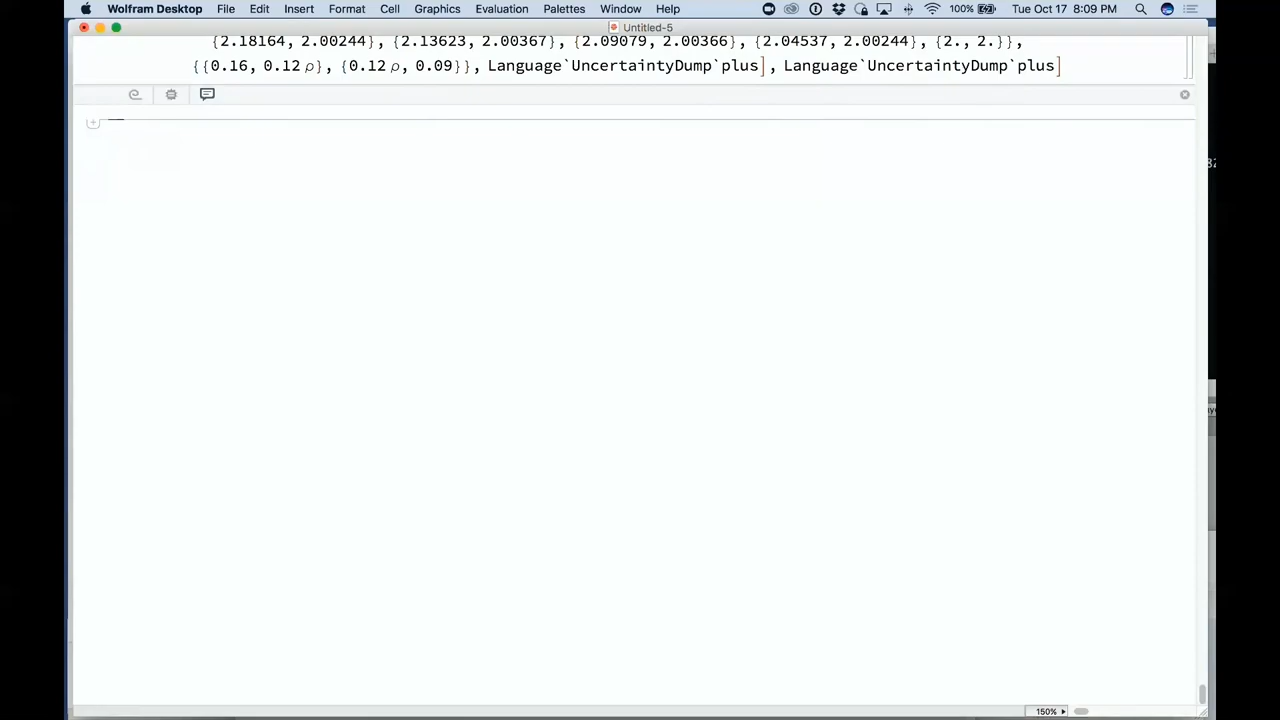 Wolfram Desktop File Edit Insert Format Cell Graphics Evaluation Palettes Window Help 100% Tue Oct 17 8:09 PM
Untitled-5
{2.18164, 2.00244}, {2.13623, 2.00367}, {2.09079, 2.00366}, {2.04537, 2.00244}, {2., 2.}},
{{0.16, 0.12 ρ}, {0.12 ρ, 0.09}}, Language`UncertaintyDump`plus], Language`UncertaintyDump`plus]
150%